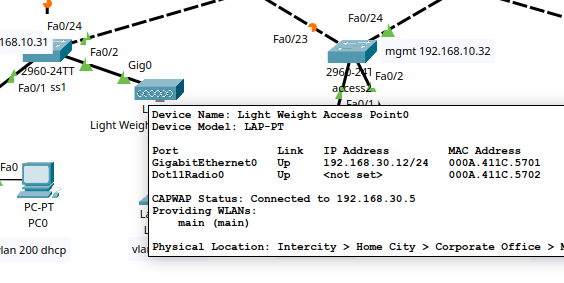 Fa0/24
Fa0/24
168.10.31
Fa0/23
mgmt 192.168.10.32
Fa0/2
Gig0
2960-24TT
2960-24T
Fa0/2
Fa0/1
ss1
access2
Fa0/1
Light Weigh
Device Name: Light Weight Access Point0
Device Model: LAP-PT
Port Link IP Address MAC Address
GigabitEthernet0 Up 192.168.30.12/24 000A.411C.5701
Dot11Radio0 Up <not set> 000A.411C.5702
CAPWAP Status: Connected to 192.168.30.5
Providing WLANs:
main (main)
Physical Location: Intercity > Home City > Corporate Office > M
Fa0
PC-PT
PC0
La
L
vlan 200 dhcp
vlan